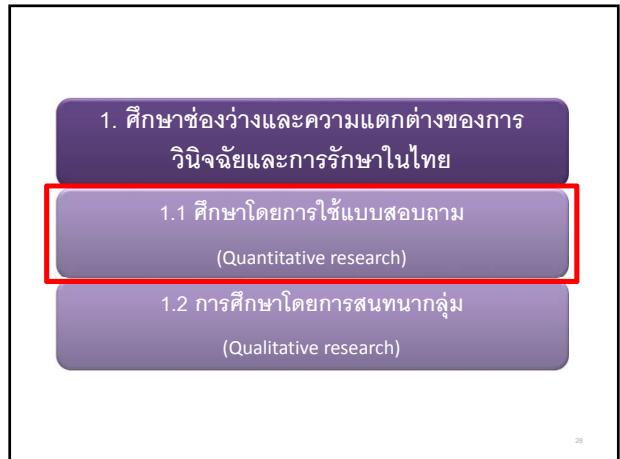 1. ศึกษาช่องว่างและความแตกต่างของการ
วินิจฉัยและการรักษาในไทย
1.1 ศึกษาโดยการใช้แบบสอบถาม
(Quantitative research)
1.2 การศึกษาโดยการสนทนากลุ่ม
(Qualitative research)
28